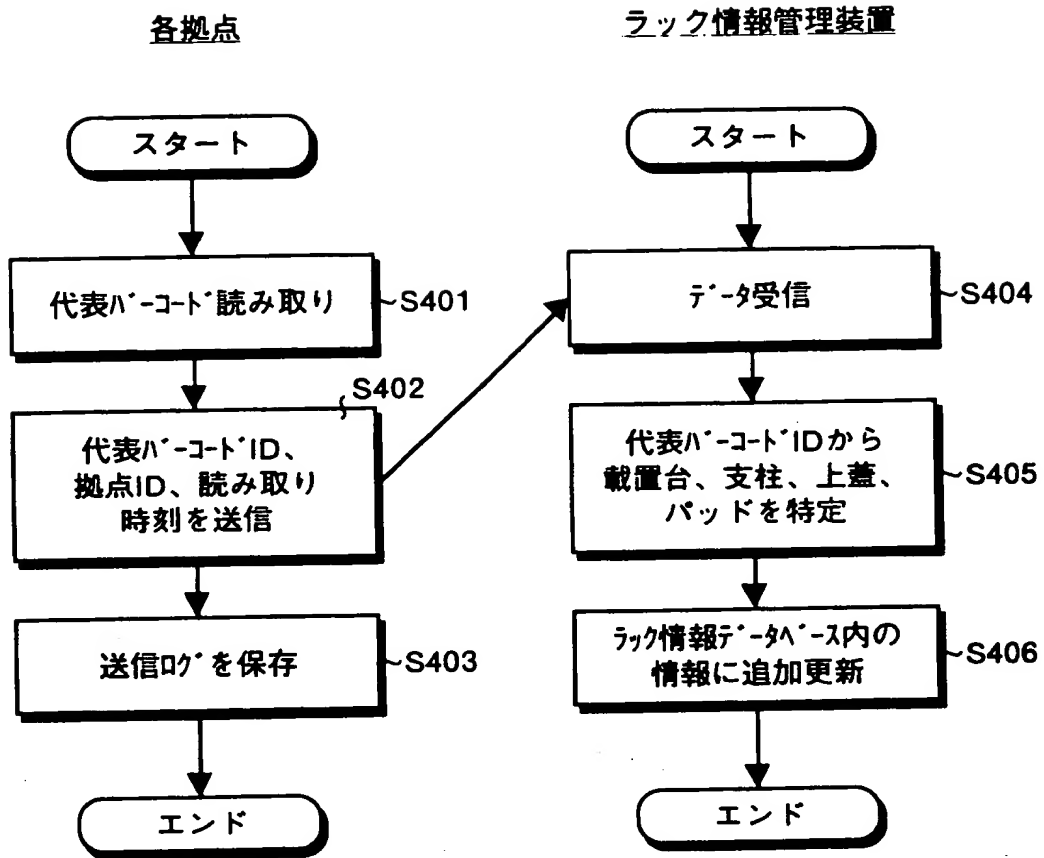 各拠点
スタート
代表バーコード読み取り
S401
S402
代表バーコードID、
拠点ID、読み取り
時刻を送信
送信ログを保存
S403
エンド
ラック情報管理装置
スタート
データ受信
S404
代表バーコードIDから
載置台、支柱、上蓋、
パッドを特定
S405
ラック情報データベース内の
情報に追加更新
S406
エンド